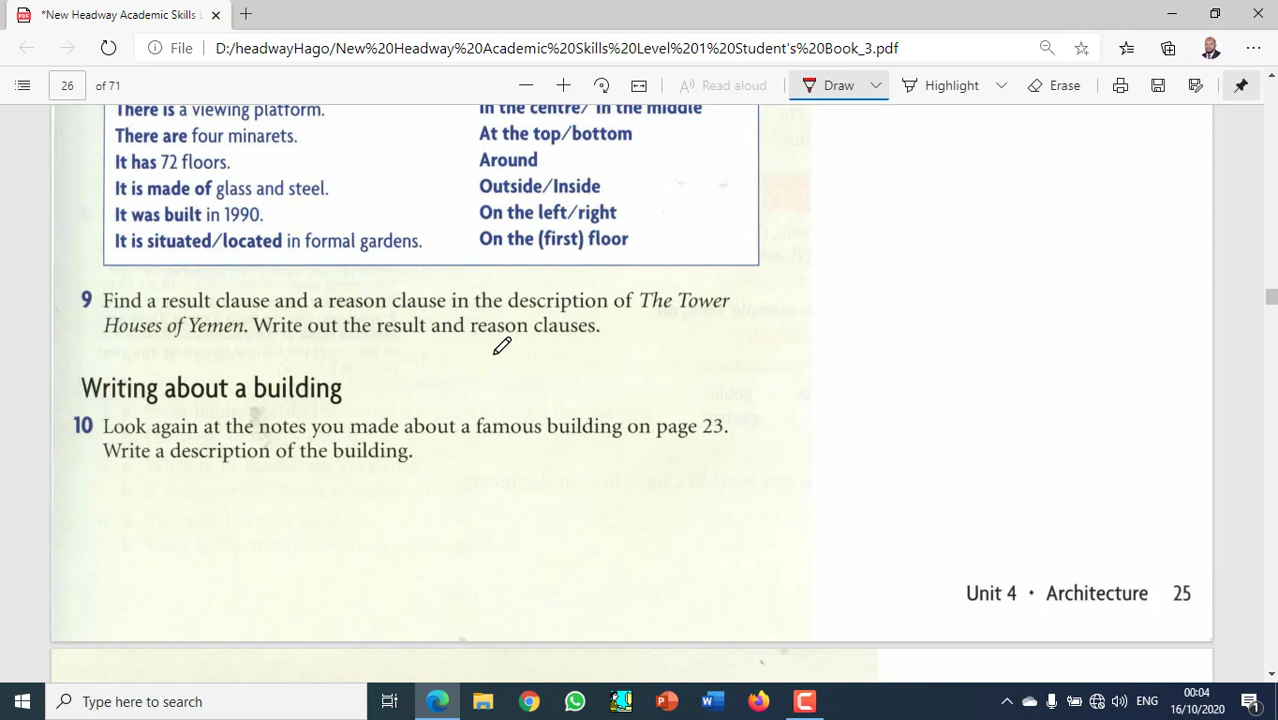 *New Headway Academic Skills L
File
D:/headwayHago/New%20Headway%20Academic%20Skills%20Level%201%20Student's%20Book_3.pdf
26 of 71
Read aloud
Draw
Highlight
Erase
There is a viewing platform.
In the centre/ In the middle
There are four minarets.
At the top/bottom
It has 72 floors.
Around
It is made of glass and steel.
Outside/Inside
It was built in 1990.
On the left/right
It is situated/located in formal gardens.
On the (first) floor
9 Find a result clause and a reason clause in the description of The Tower
Houses of Yemen. Write out the result and reason clauses.
Writing about a building
10 Look again at the notes you made about a famous building on page 23.
Write a description of the building.
Unit 4 • Architecture 25
Type here to search
ENG
00:04
16/10/2020